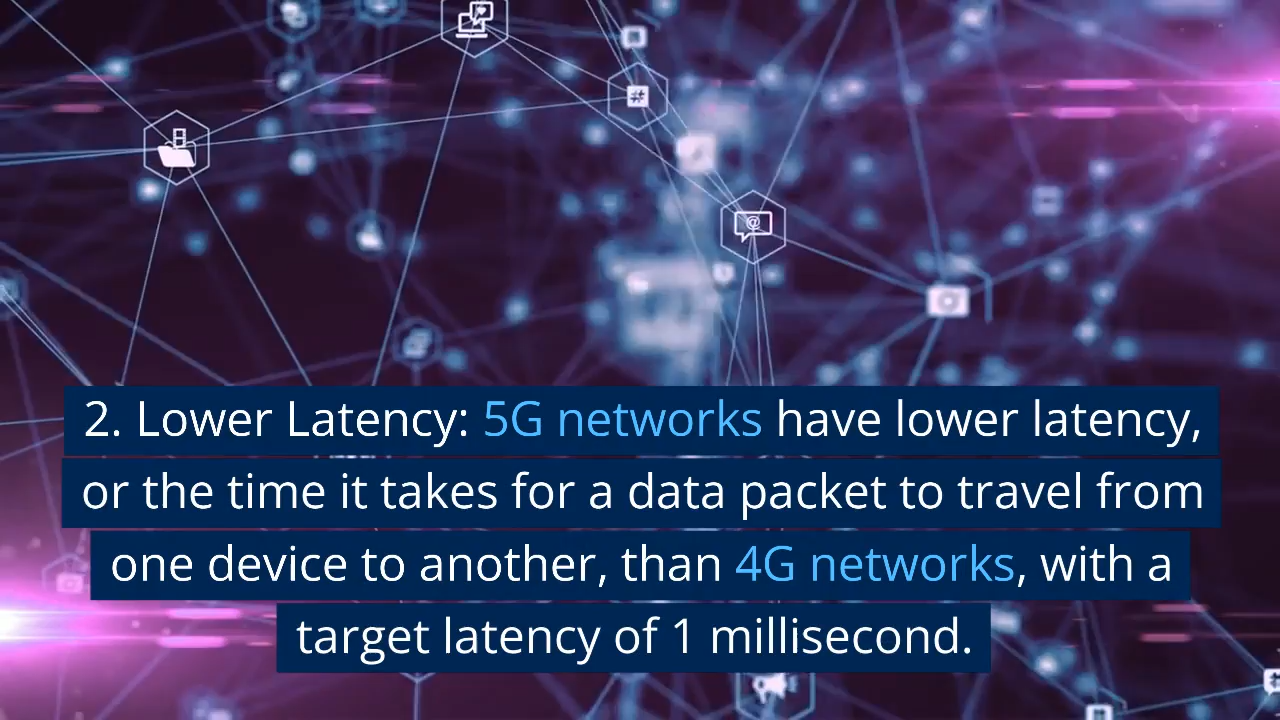 2. Lower Latency: 5G networks have lower latency,
or the time it takes for a data packet to travel from
one device to another, than 4G networks, with a
target latency of 1 millisecond.